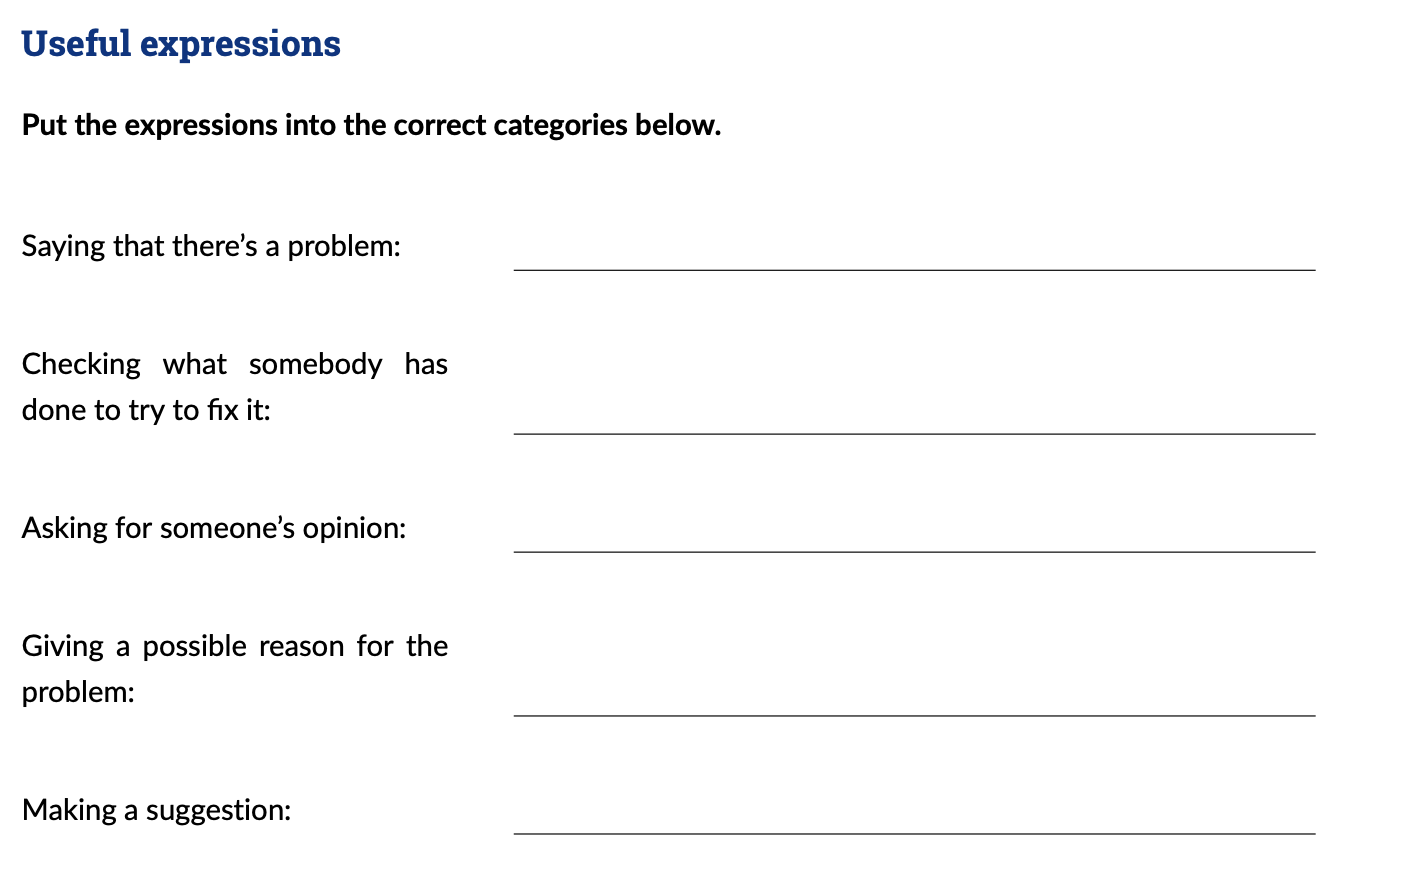 Useful expressions
Put the expressions into the correct categories below.
Saying that there’s a problem:
Checking what somebody has
done to try to fix it:
Asking for someone’s opinion:
Giving a possible reason for the
problem:
Making a suggestion: